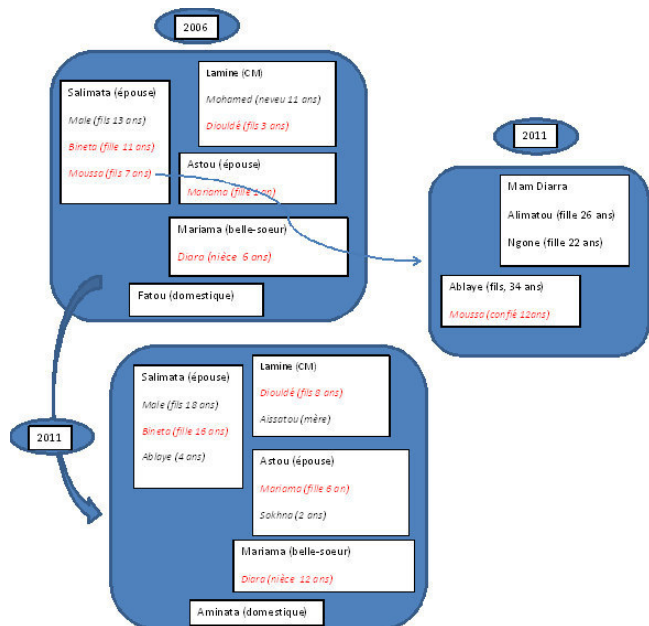 2006
Lamine (CM)
Mohamed (neveu 11 ans)
Diouldé (fils 3 ans)
Salimata (épouse)
Male (fils 13 ans)
Bineta (fille 11 ans)
Moussa (fils 7 ans)
Astou (épouse)
Mariama (fille 1 an)
Mariama (belle-soeur)
Diara (nièce 6 ans)
Fatou (domestique)
2011
Mam Diarra
Alimatou (fille 26 ans)
Ngone (fille 22 ans)
Ablaye (fils, 34 ans)
Moussa (confié 12ans)
2011
Salimata (épouse)
Male (fils 18 ans)
Bineta (fille 16 ans)
Ablaye (4 ans)
Lamine (CM)
Diouldé (fils 8 ans)
Aissatou (mère)
Astou (épouse)
Mariama (fille 6 an)
Sokhna (2 ans)
Mariama (belle-soeur)
Diara (nièce 12 ans)
Aminata (domestique)